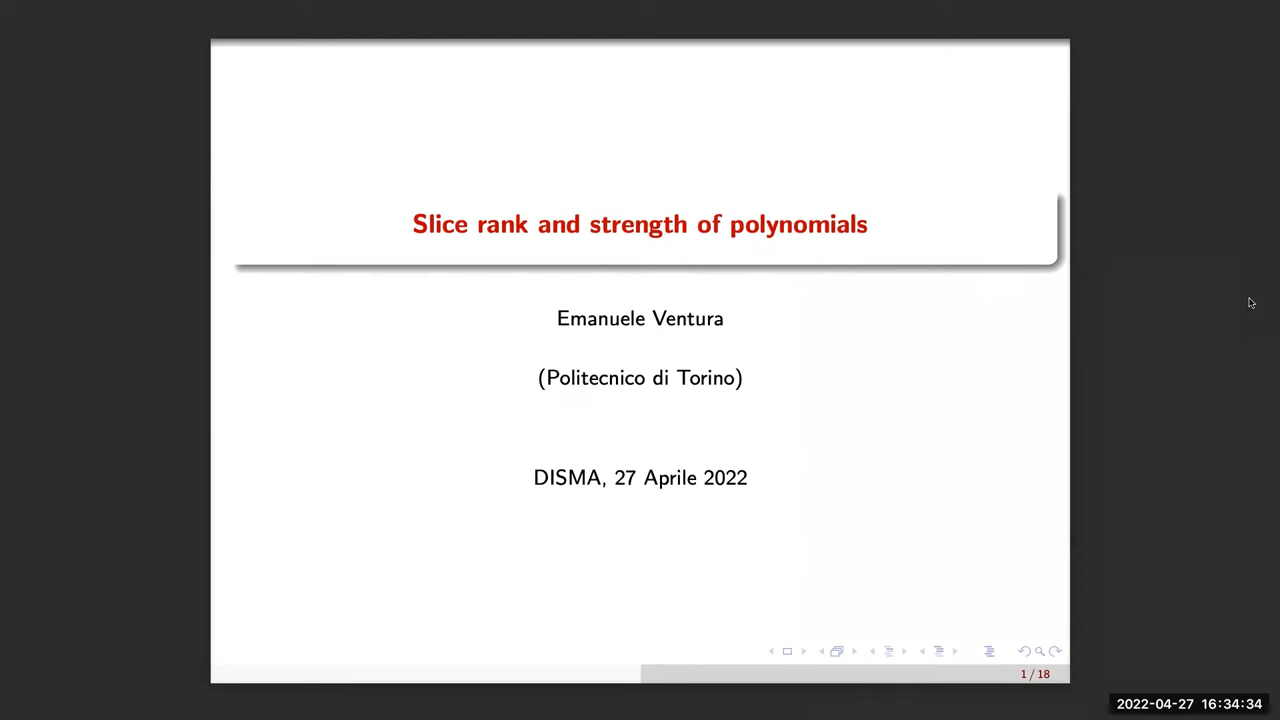 Slice rank and strength of polynomials
Emanuele Ventura
(Politecnico di Torino)
DISMA, 27 Aprile 2022
1 / 18
2022-04-27 16:34:34